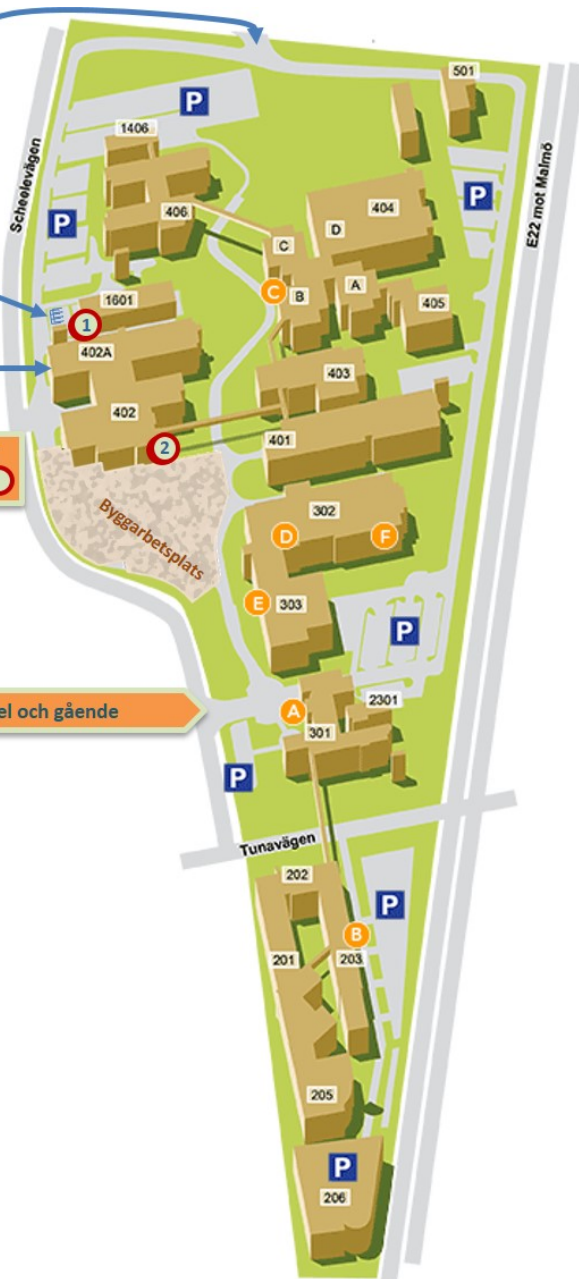 501
P
1406
Scheelevägen
E22 mot Malmö
P
406
404
P
D
C
C
B
A
405
1601
1
402A
403
402
2
401
Byggarbetsplats
302
D
F
E
303
P
el och gående
A
2301
301
P
Tunavägen
202
P
B
201
203
205
P
206